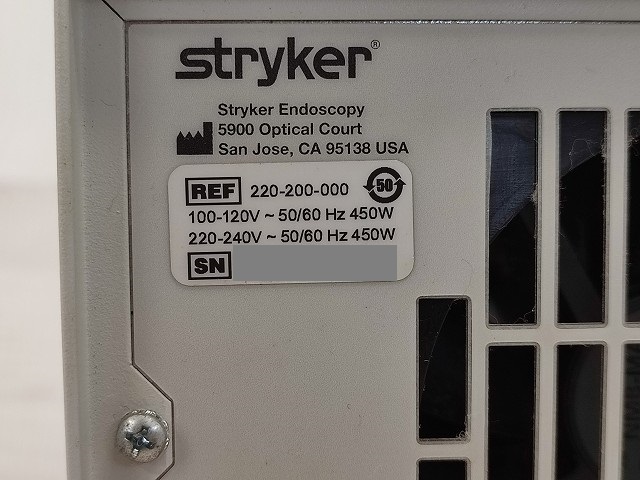 stryker®
Stryker Endoscopy
5900 Optical Court
San Jose, CA 95138 USA
REF 220-200-000 50
100-120V ~ 50/60 Hz 450W
220-240V ~ 50/60 Hz 450W
SN